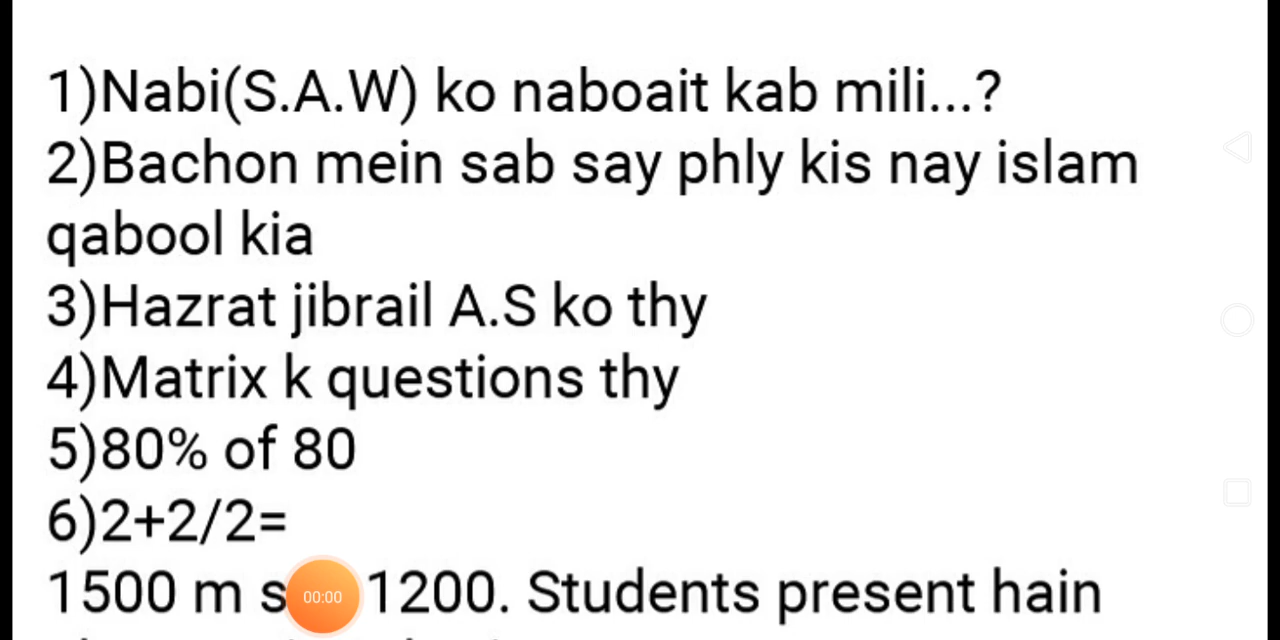 1)Nabi(S.A.W) ko naboait kab mili...?
2)Bachon mein sab say phly kis nay islam
qabool kia
3)Hazrat jibrail A.S ko thy
4)Matrix k questions thy
5)80% of 80
6)2+2/2=
1500 m s 00:00 1200. Students present hain